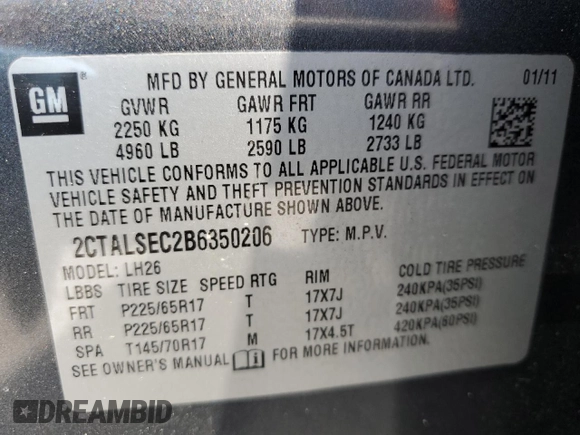 GM
®
MFD BY GENERAL MOTORS OF CANADA LTD. 01/11
GVWR GAWR FRT GAWR RR
2250 KG 1175 KG 1240 KG
4960 LB 2590 LB 2733 LB
THIS VEHICLE CONFORMS TO ALL APPLICABLE U.S. FEDERAL MOTOR
VEHICLE SAFETY AND THEFT PREVENTION STANDARDS IN EFFECT ON
THE DATE OF MANUFACTURE SHOWN ABOVE.
2CTALSEC2B6350206 TYPE: M.P.V.
MODEL: LH26
LBBS TIRE SIZE SPEED RTG RIM COLD TIRE PRESSURE
FRT P225/65R17 T 17X7J 240KPA(35PSI)
RR P225/65R17 T 17X7J 240KPA(35PSI)
SPA T145/70R17 M 17X4.5T 420KPA(60PSI)
SEE OWNER'S MANUAL i FOR MORE INFORMATION.
DREAMBID